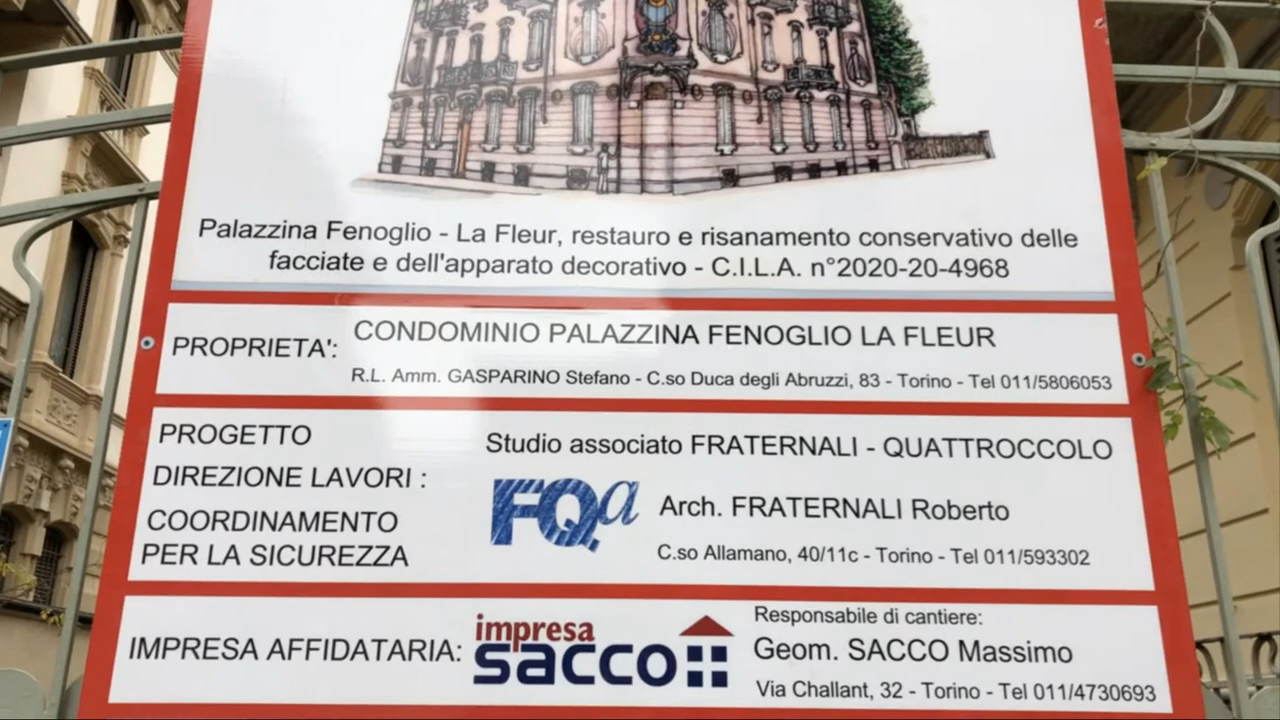 Palazzina Fenoglio - La Fleur, restauro e risanamento conservativo delle
facciate e dell'apparato decorativo - C.I.L.A. n°2020-20-4968
PROPRIETA':
CONDOMINIO PALAZZINA FENOGLIO LA FLEUR
R.L. Amm. GASPARINO Stefano - C.so Duca degli Abruzzi, 83 - Torino - Tel 011/5806053
PROGETTO
DIREZIONE LAVORI :
COORDINAMENTO
PER LA SICUREZZA
Studio associato FRATERNALI - QUATTROCCOLO
FQa
Arch. FRATERNALI Roberto
C.so Allamano, 40/11c - Torino - Tel 011/593302
IMPRESA AFFIDATARIA:
impresa
sacco
Responsabile di cantiere:
Geom. SACCO Massimo
Via Challant, 32 - Torino - Tel 011/4730693